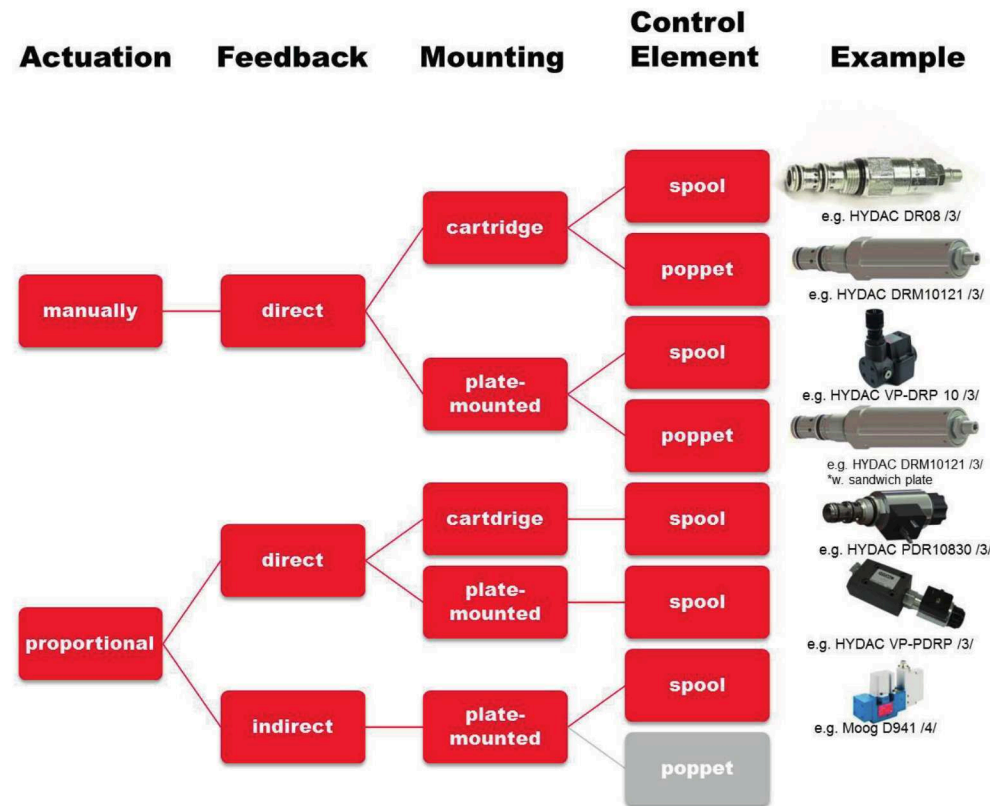 Actuation
Feedback
Mounting
Control
Element
Example
manually
direct
cartridge
spool
e.g. HYDAC DR08 /3/
poppet
e.g. HYDAC DRM10121 /3/
plate-
mounted
spool
e.g. HYDAC VP-DRP 10 /3/
poppet
e.g. HYDAC DRM10121 /3/
*w. sandwich plate
proportional
direct
cartdrige
spool
e.g. HYDAC PDR10830 /3/
plate-
mounted
spool
e.g. HYDAC VP-PDRP /3/
indirect
plate-
mounted
spool
e.g. Moog D941 /4/
poppet